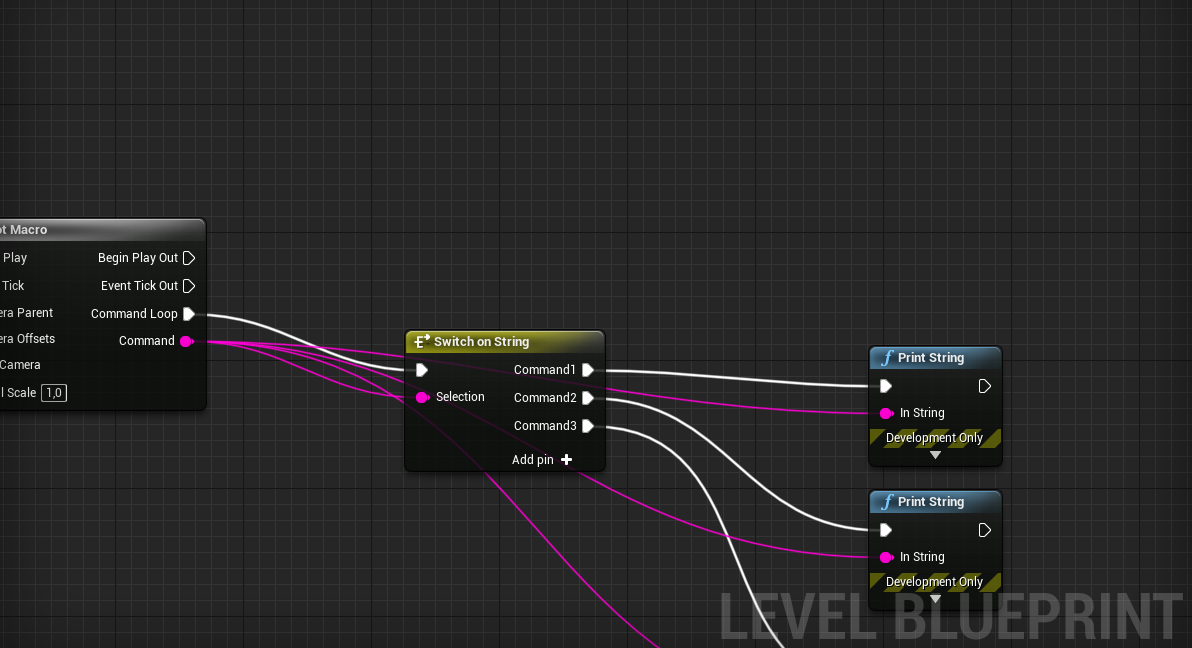 ot Macro
Play
Begin Play Out
Tick
Event Tick Out
era Parent
Command Loop
era Offsets
Command
Camera
l Scale 1,0
Switch on String
Command1
Selection
Command2
Command3
Add pin
Print String
In String
Development Only
Print String
In String
Development Only
LEVEL BLUEPRINT